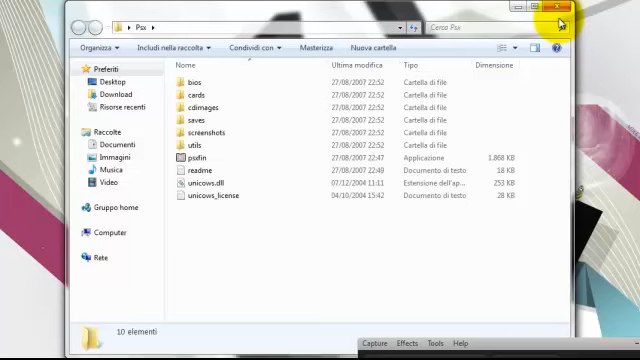 Psx
Cerca Psx
Organizza Includi nella raccolta Condividi con Masterizza Nuova cartella
Nome Ultima modifica Tipo Dimensione
Preferiti
Desktop
Download
Risorse recenti
Raccolte
Documenti
Immagini
Musica
Video
Gruppo home
Computer
Rete
bios 27/08/2007 22:52 Cartella di file
cards 27/08/2007 22:52 Cartella di file
cdimages 27/08/2007 22:52 Cartella di file
saves 27/08/2007 22:52 Cartella di file
screenshots 27/08/2007 22:52 Cartella di file
utils 27/08/2007 22:52 Cartella di file
psxfin 27/08/2007 22:47 Applicazione 1.868 KB
readme 27/08/2007 22:49 Documento di testo 18 KB
unicows.dll 07/12/2004 11:11 Estensione dell'ap... 253 KB
unicows_license 04/10/2004 15:42 Documento di testo 28 KB
10 elementi
Capture Effects Tools Help